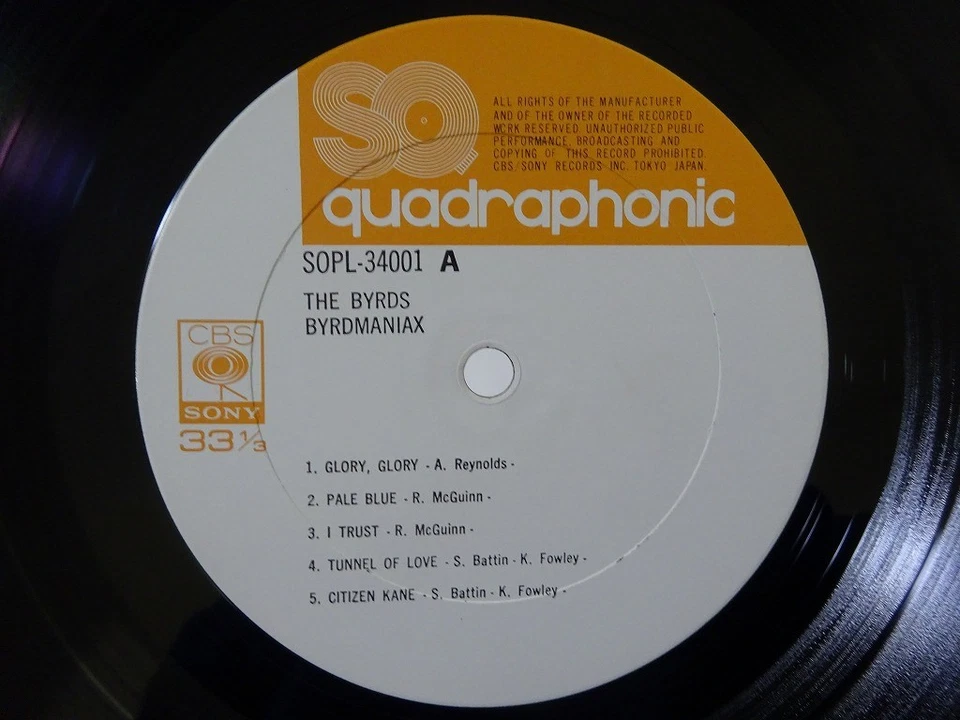 SQ
ALL RIGHTS OF THE MANUFACTURER
AND OF THE OWNER OF THE RECORDED
WORK RESERVED. UNAUTHORIZED PUBLIC
PERFORMANCE, BROADCASTING AND
COPYING OF THIS RECORD PROHIBITED.
CBS/SONY RECORDS INC. TOKYO JAPAN.
quadraphonic
SOPL-34001 A
THE BYRDS
BYRDMANIAX
CBS
SONY
33 1/3
1. GLORY, GLORY - A. Reynolds -
2. PALE BLUE - R. McGuinn -
3. I TRUST - R. McGuinn -
4. TUNNEL OF LOVE - S. Battin - K. Fowley -
5. CITIZEN KANE - S. Battin - K. Fowley -